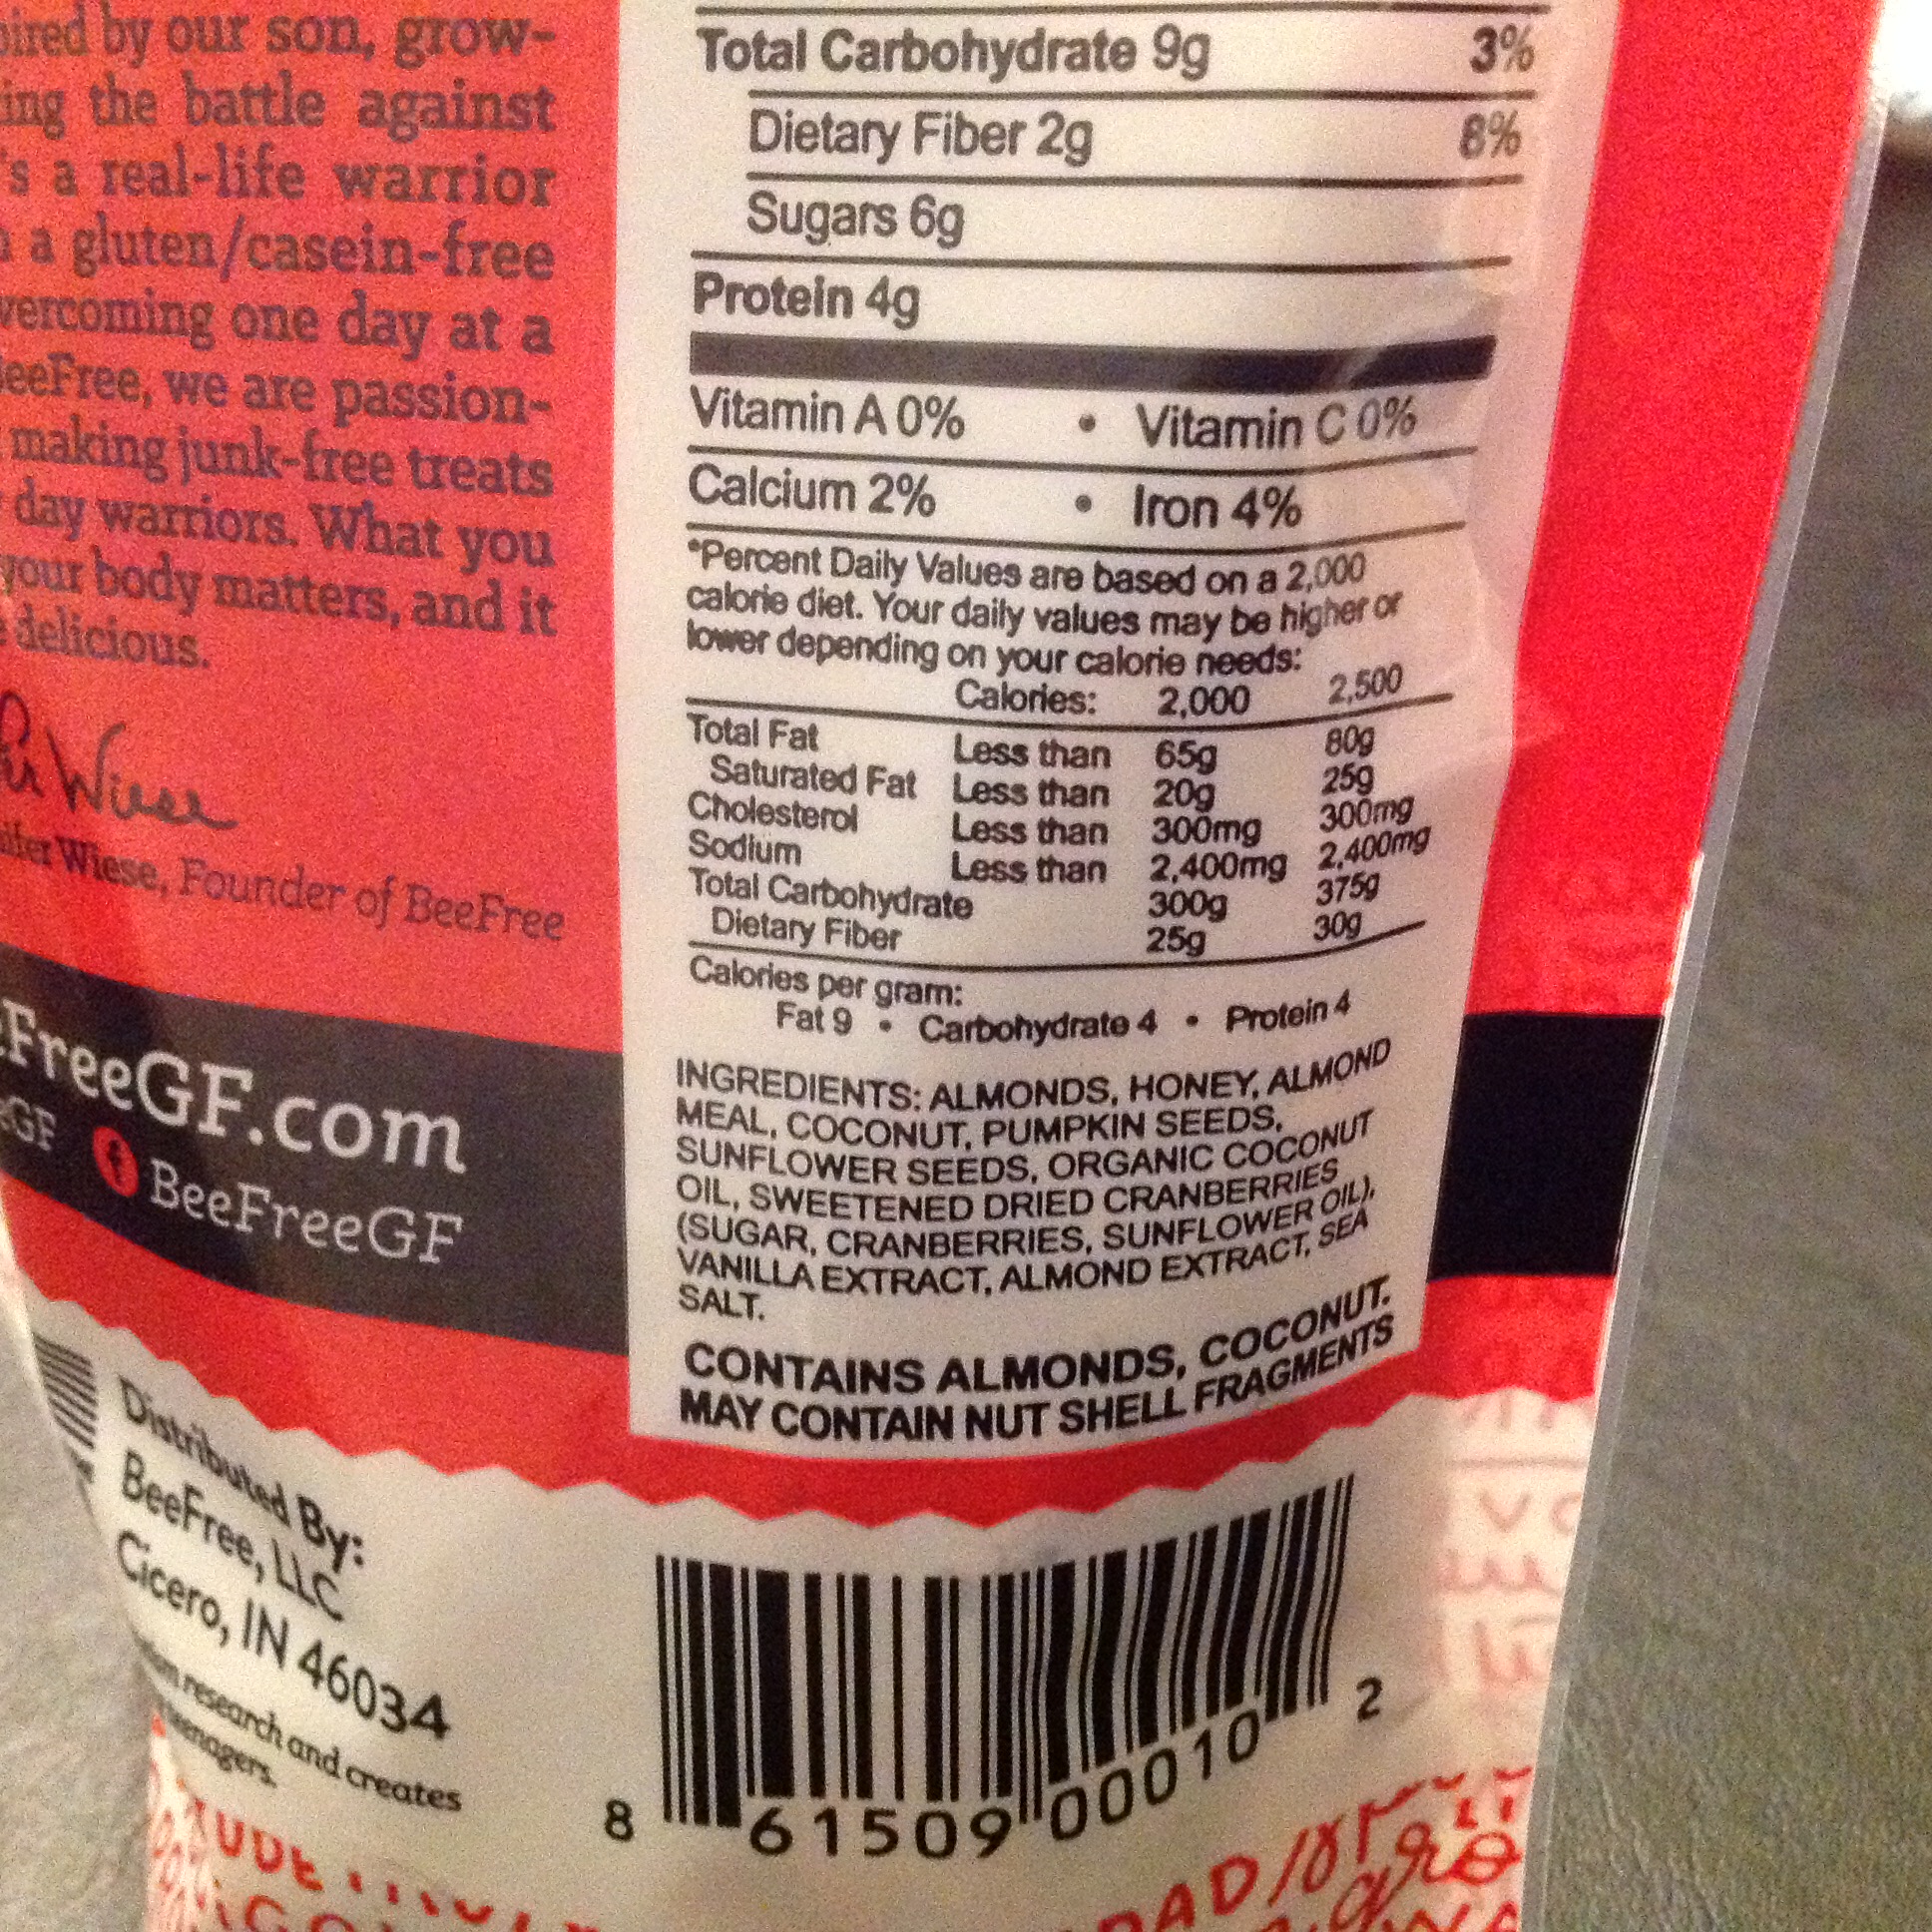 by our son, grow-
the battle against
a real-life warrior
a gluten/casein-free
one day at a
we are passion-
making junk-free treats
day warriors. What you
your body matters, and it
delicious.
Wiese
Wiese, Founder of BeeFree
FreeGF.com
GF
f BeeFreeGF
Total Carbohydrate 9g 3%
Dietary Fiber 2g 8%
Sugars 6g
Protein 4g
Vitamin A 0% • Vitamin C 0%
Calcium 2% • Iron 4%
*Percent Daily Values are based on a 2,000
calorie diet. Your daily values may be higher or
lower depending on your calorie needs:
Calories: 2,000 2,500
Total Fat Less than 65g 80g
Saturated Fat Less than 20g 25g
Cholesterol Less than 300mg 300mg
Sodium Less than 2,400mg 2,400mg
Total Carbohydrate 300g 375g
Dietary Fiber 25g 30g
Calories per gram:
Fat 9 • Carbohydrate 4 • Protein 4
INGREDIENTS: ALMONDS, HONEY, ALMOND
MEAL, COCONUT, PUMPKIN SEEDS,
SUNFLOWER SEEDS, ORGANIC COCONUT
OIL, SWEETENED DRIED CRANBERRIES
(SUGAR, CRANBERRIES, SUNFLOWER OIL),
VANILLA EXTRACT, ALMOND EXTRACT, SEA
SALT.
CONTAINS ALMONDS, COCONUT.
MAY CONTAIN NUT SHELL FRAGMENTS
Distributed By:
BeeFree, LLC
Cicero, IN 46034
research and creates
8 61509 00010 2